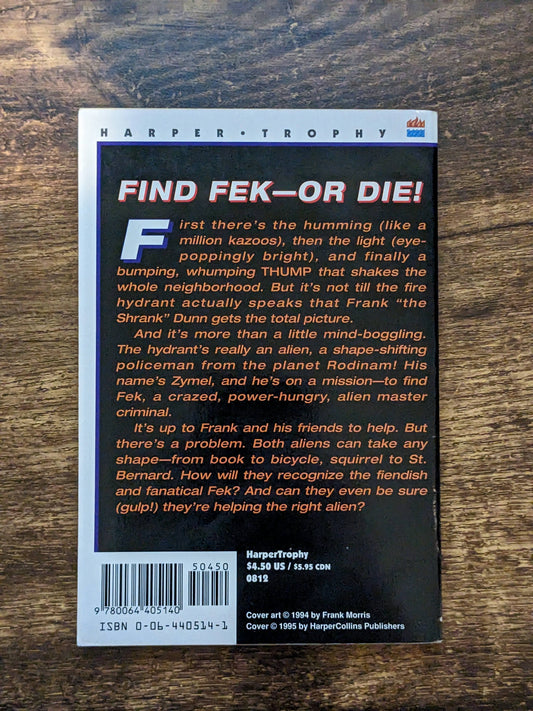 HARPER • TROPHY
FIND FEK—OR DIE!
First there's the humming (like a
million kazoos), then the light (eye-
poppingly bright), and finally a
bumping, whumping THUMP that shakes the
whole neighborhood. But it's not till the fire
hydrant actually speaks that Frank "the
Shrank" Dunn gets the total picture.
And it's more than a little mind-boggling.
The hydrant's really an alien, a shape-shifting
policeman from the planet Rodinam! His
name's Zymel, and he's on a mission—to find
Fek, a crazed, power-hungry, alien master
criminal.
It's up to Frank and his friends to help. But
there's a problem. Both aliens can take any
shape—from book to bicycle, squirrel to St.
Bernard. How will they recognize the fiendish
and fanatical Fek? And can they even be sure
(gulp!) they're helping the right alien?
50450
9 780064 405140
ISBN 0-06-440514-1
HarperTrophy
$4.50 US / $5.95 CDN
0812
Cover art © 1994 by Frank Morris
Cover © 1995 by HarperCollins Publishers